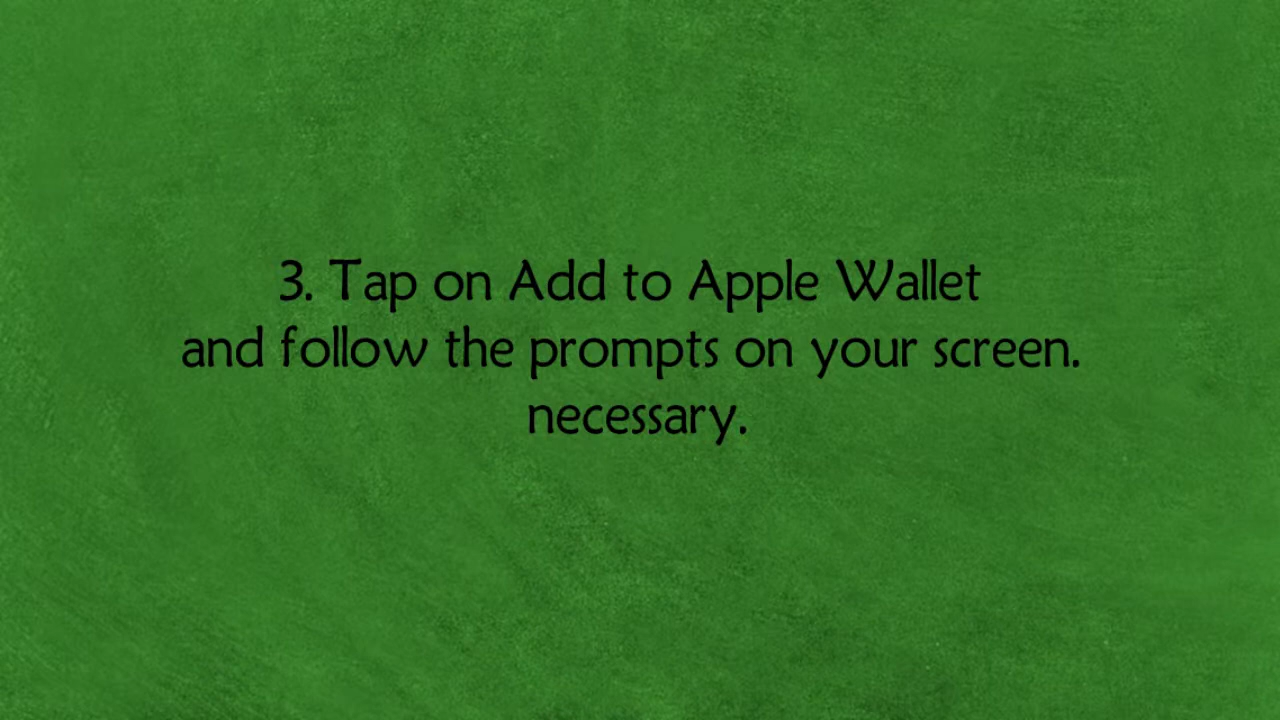 3. Tap on Add to Apple Wallet
and follow the prompts on your screen.
necessary.